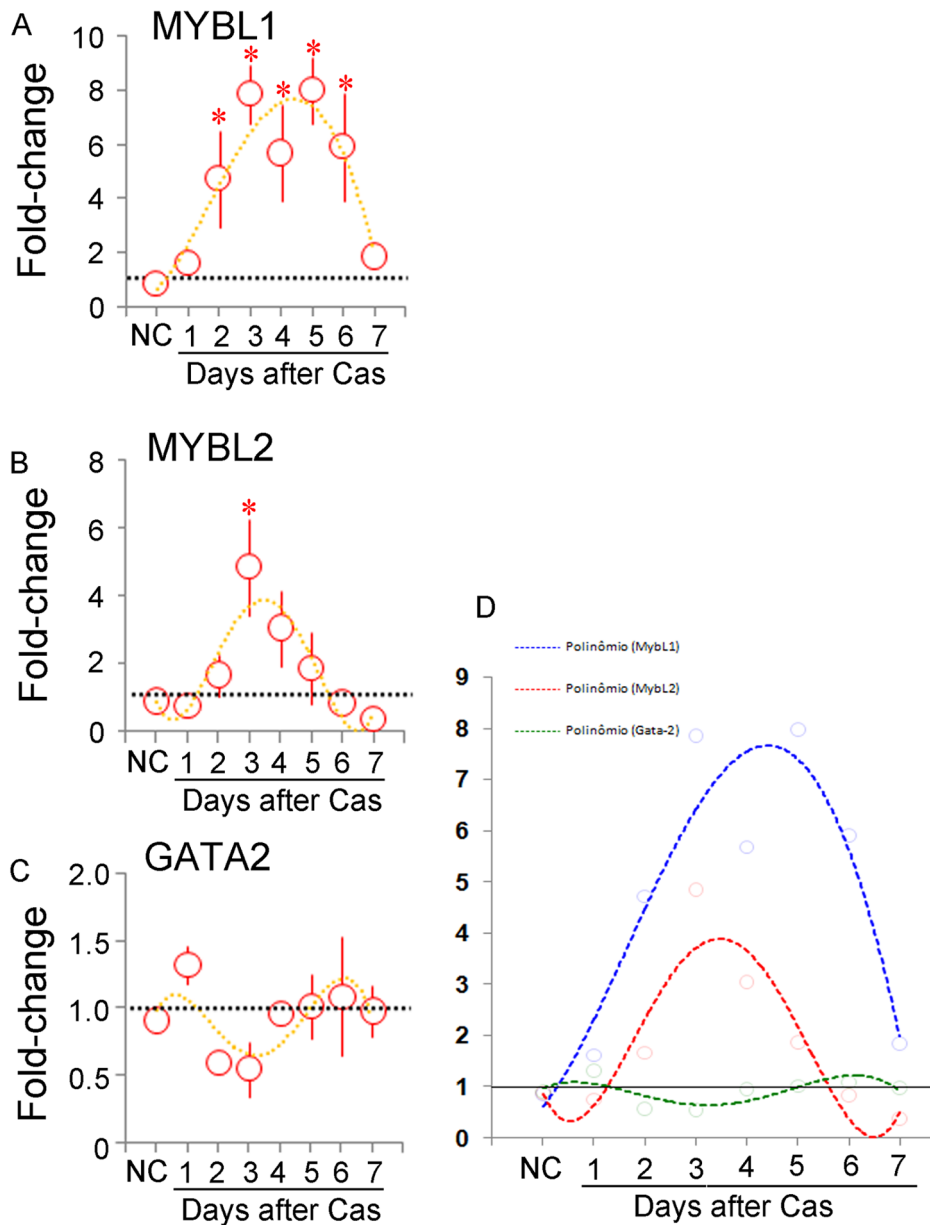 A
MYBL1
Fold-change
10
8
6
4
2
0
* * * * *
NC 1 2 3 4 5 6 7
Days after Cas
B
MYBL2
Fold-change
8
6
4
2
0
*
NC 1 2 3 4 5 6 7
Days after Cas
C
GATA2
Fold-change
2.0
1.5
1.0
0.5
0
NC 1 2 3 4 5 6 7
Days after Cas
D
Polinômio (MybL1)
Polinômio (MybL2)
Polinômio (Gata-2)
9
8
7
6
5
4
3
2
1
0
NC 1 2 3 4 5 6 7
Days after Cas